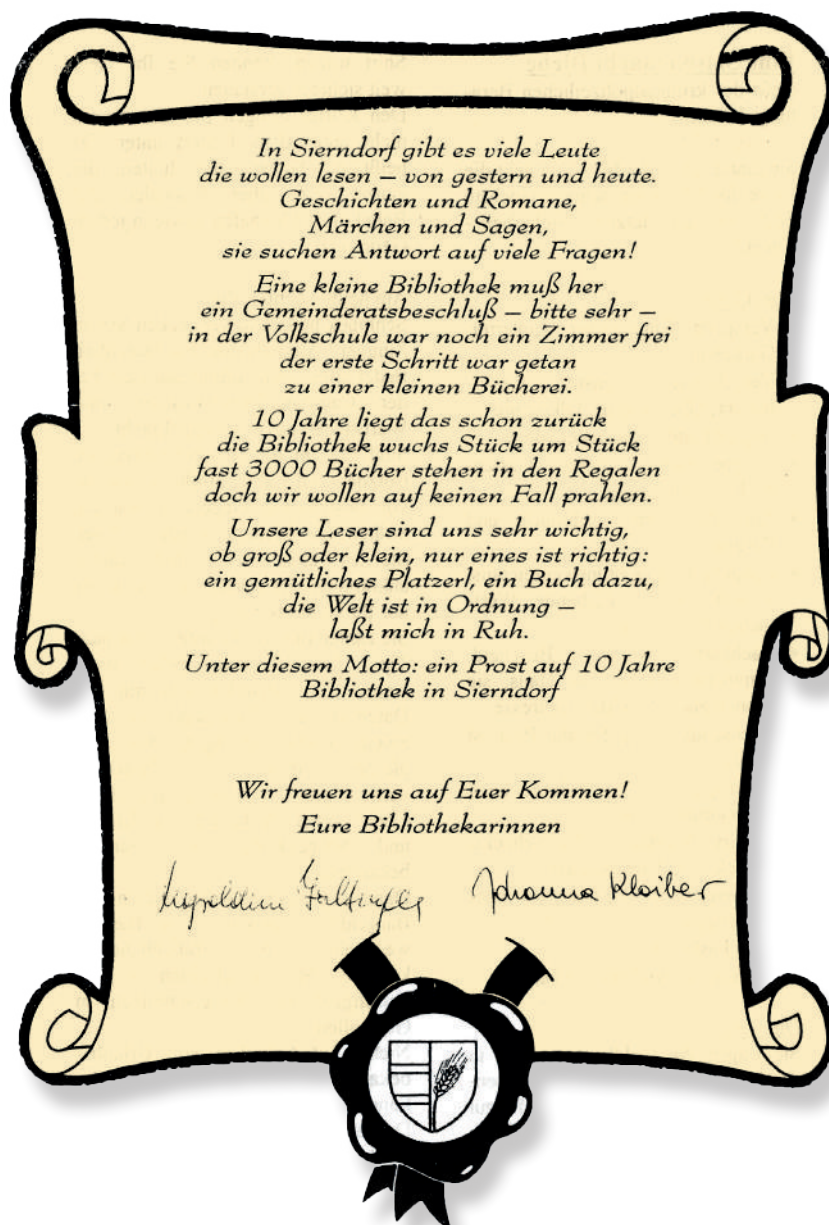 In Sierndorf gibt es viele Leute
die wollen lesen – von gestern und heute.
Geschichten und Romane,
Märchen und Sagen,
sie suchen Antwort auf viele Fragen!
Eine kleine Bibliothek muß her
ein Gemeinderatsbeschluß – bitte sehr –
in der Volkschule war noch ein Zimmer frei
der erste Schritt war getan
zu einer kleinen Bücherei.
10 Jahre liegt das schon zurück
die Bibliothek wuchs Stück um Stück
fast 3000 Bücher stehen in den Regalen
doch wir wollen auf keinen Fall prahlen.
Unsere Leser sind uns sehr wichtig,
ob groß oder klein, nur eines ist richtig:
ein gemütliches Platzerl, ein Buch dazu,
die Welt ist in Ordnung –
laßt mich in Ruh.
Unter diesem Motto: ein Prost auf 10 Jahre
Bibliothek in Sierndorf
Wir freuen uns auf Euer Kommen!
Eure Bibliothekarinnen
Johanna Kloiber